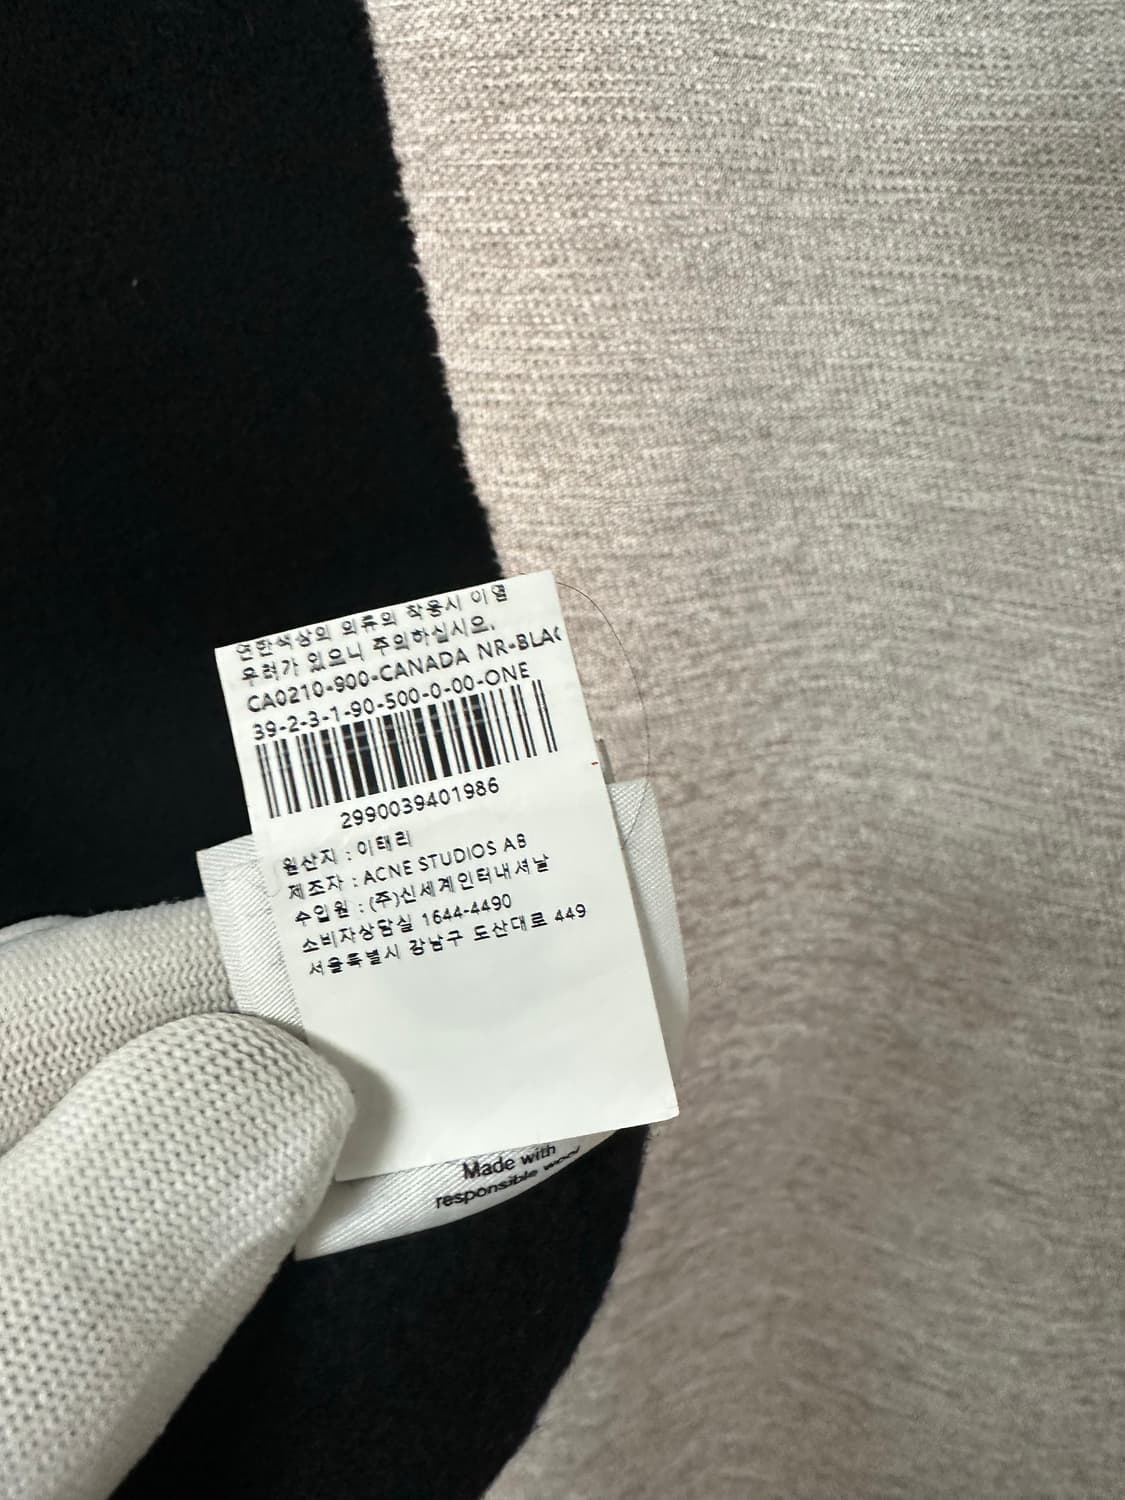 연한색상의 의류의 착용시 이염
우려가 있으니 주의하십시오.
CA0210-900-CANADA NR-BLAC
39-2-3-1-90-500-0-00-ONE
2990039401986
원산지 : 이태리
제조자 : ACNE STUDIOS AB
수입원 : (주)신세계인터내셔날
소비자상담실 1644-4490
서울특별시 강남구 도산대로 449
Made with
responsible wool